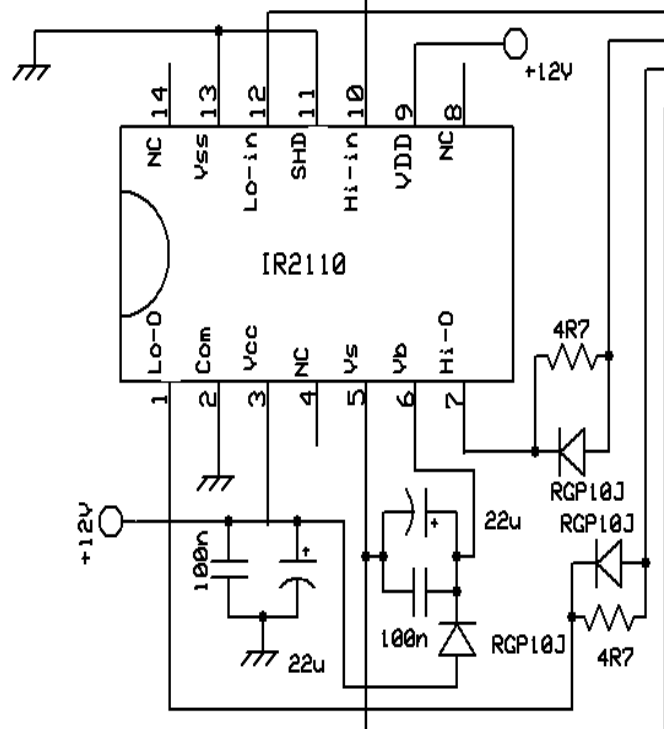 +12V
14
13
12
11
10
9
8
NC
Vss
Lo-in
SHD
Hi-in
VDD
NC
IR2110
Lo-O
Com
Vcc
NC
Vs
Vb
Hi-O
1
2
3
4
5
6
7
4R7
RGP10J
+12V
100n
22u
22u
100n
RGP10J
RGP10J
4R7